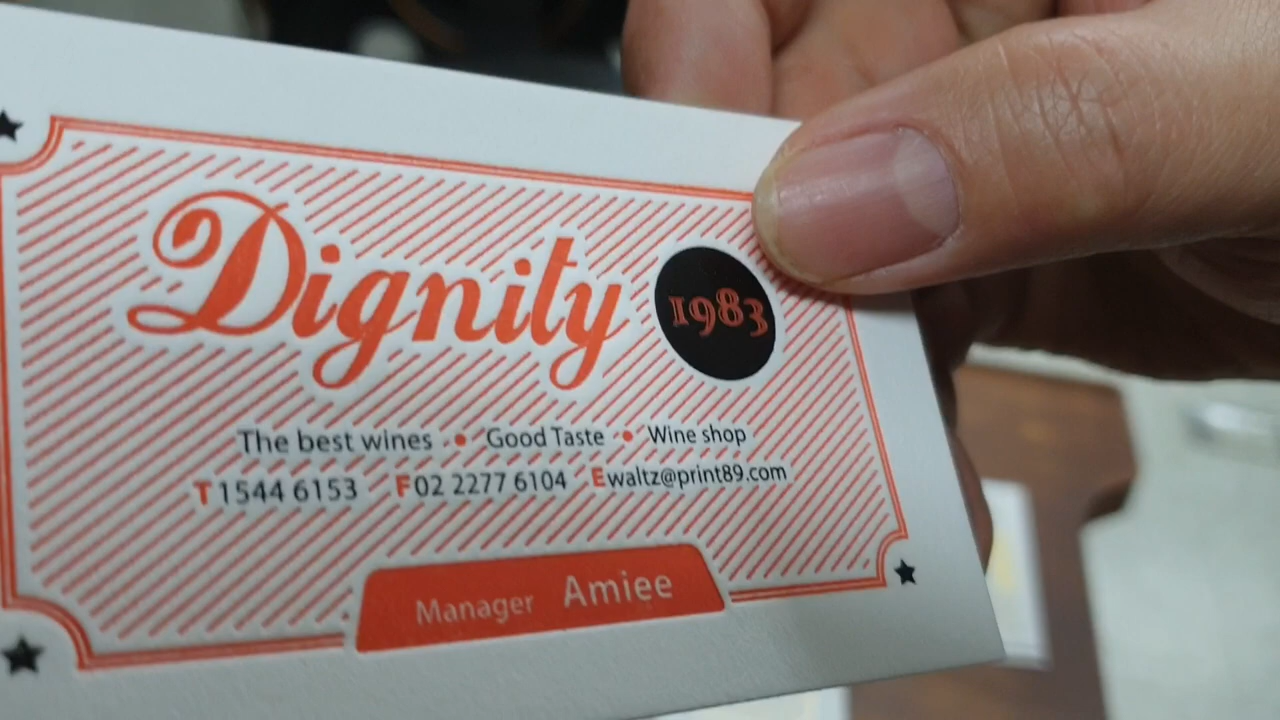 Dignity 1983
The best wines • Good Taste • Wine shop
T 1544 6153 F 02 2277 6104 E waltz@print89.com
Manager Amiee